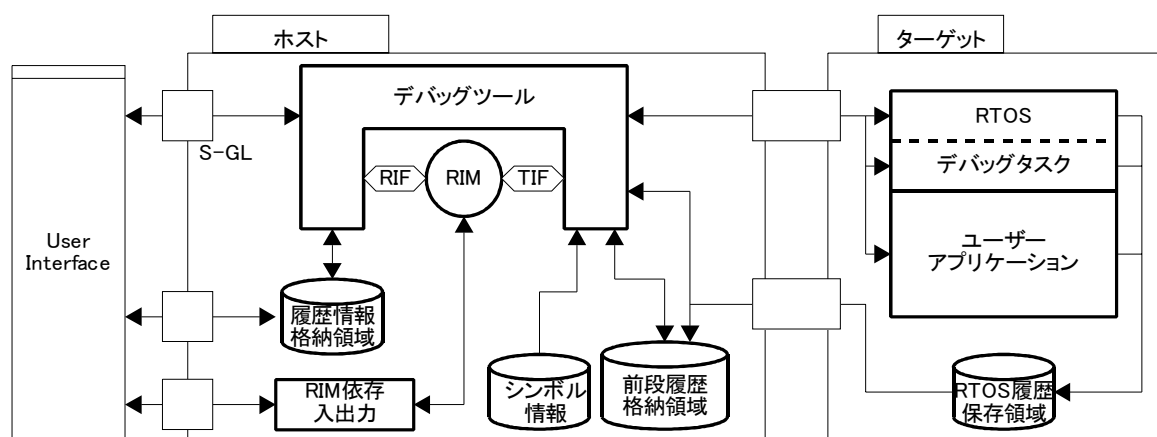 ホスト
ターゲット
デバッグツール
RTOS
S-GL
デバッグタスク
RIF
RIM
TIF
User
Interface
ユーザー
アプリケーション
履歴情報
格納領域
RIM依存
入出力
シンボル
情報
前段履歴
格納領域
RTOS履歴
保存領域